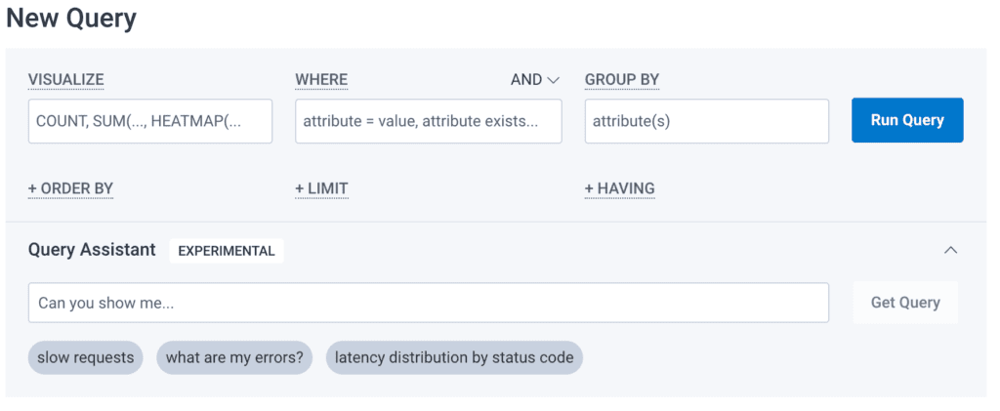 New Query
VISUALIZE WHERE AND GROUP BY
COUNT, SUM(..., HEATMAP(... attribute = value, attribute exists... attribute(s) Run Query
+ ORDER BY + LIMIT + HAVING
Query Assistant EXPERIMENTAL
Can you show me... Get Query
slow requests what are my errors? latency distribution by status code